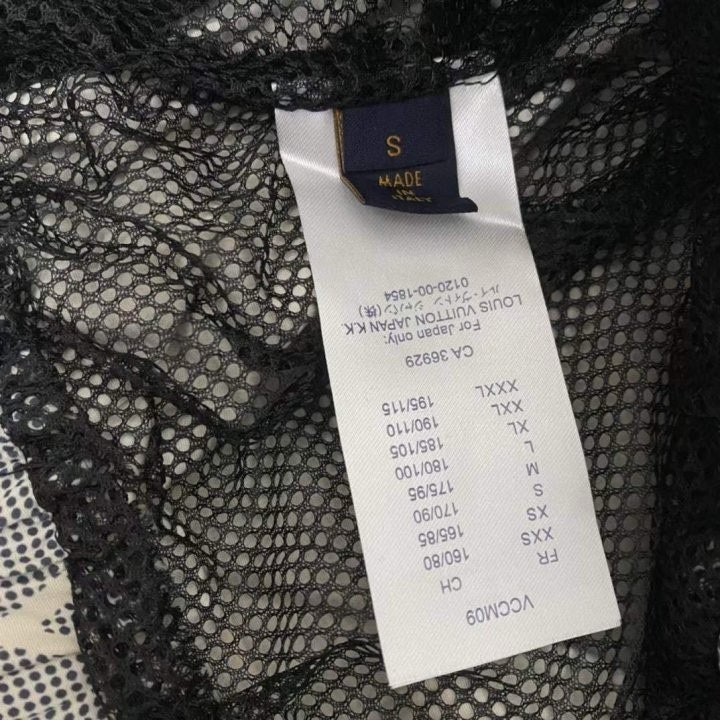 S
MADE
IN
ITALY
VCCM09
FR CH
XXS 160/80
XS 165/85
S 170/90
M 175/95
L 180/100
XL 185/105
XXL 190/110
XXXL 195/115
CA 36929
For Japan only:
LOUIS VUITTON JAPAN K.K.
ルイ・ヴィトン ジャパン(株)
0120-00-1854